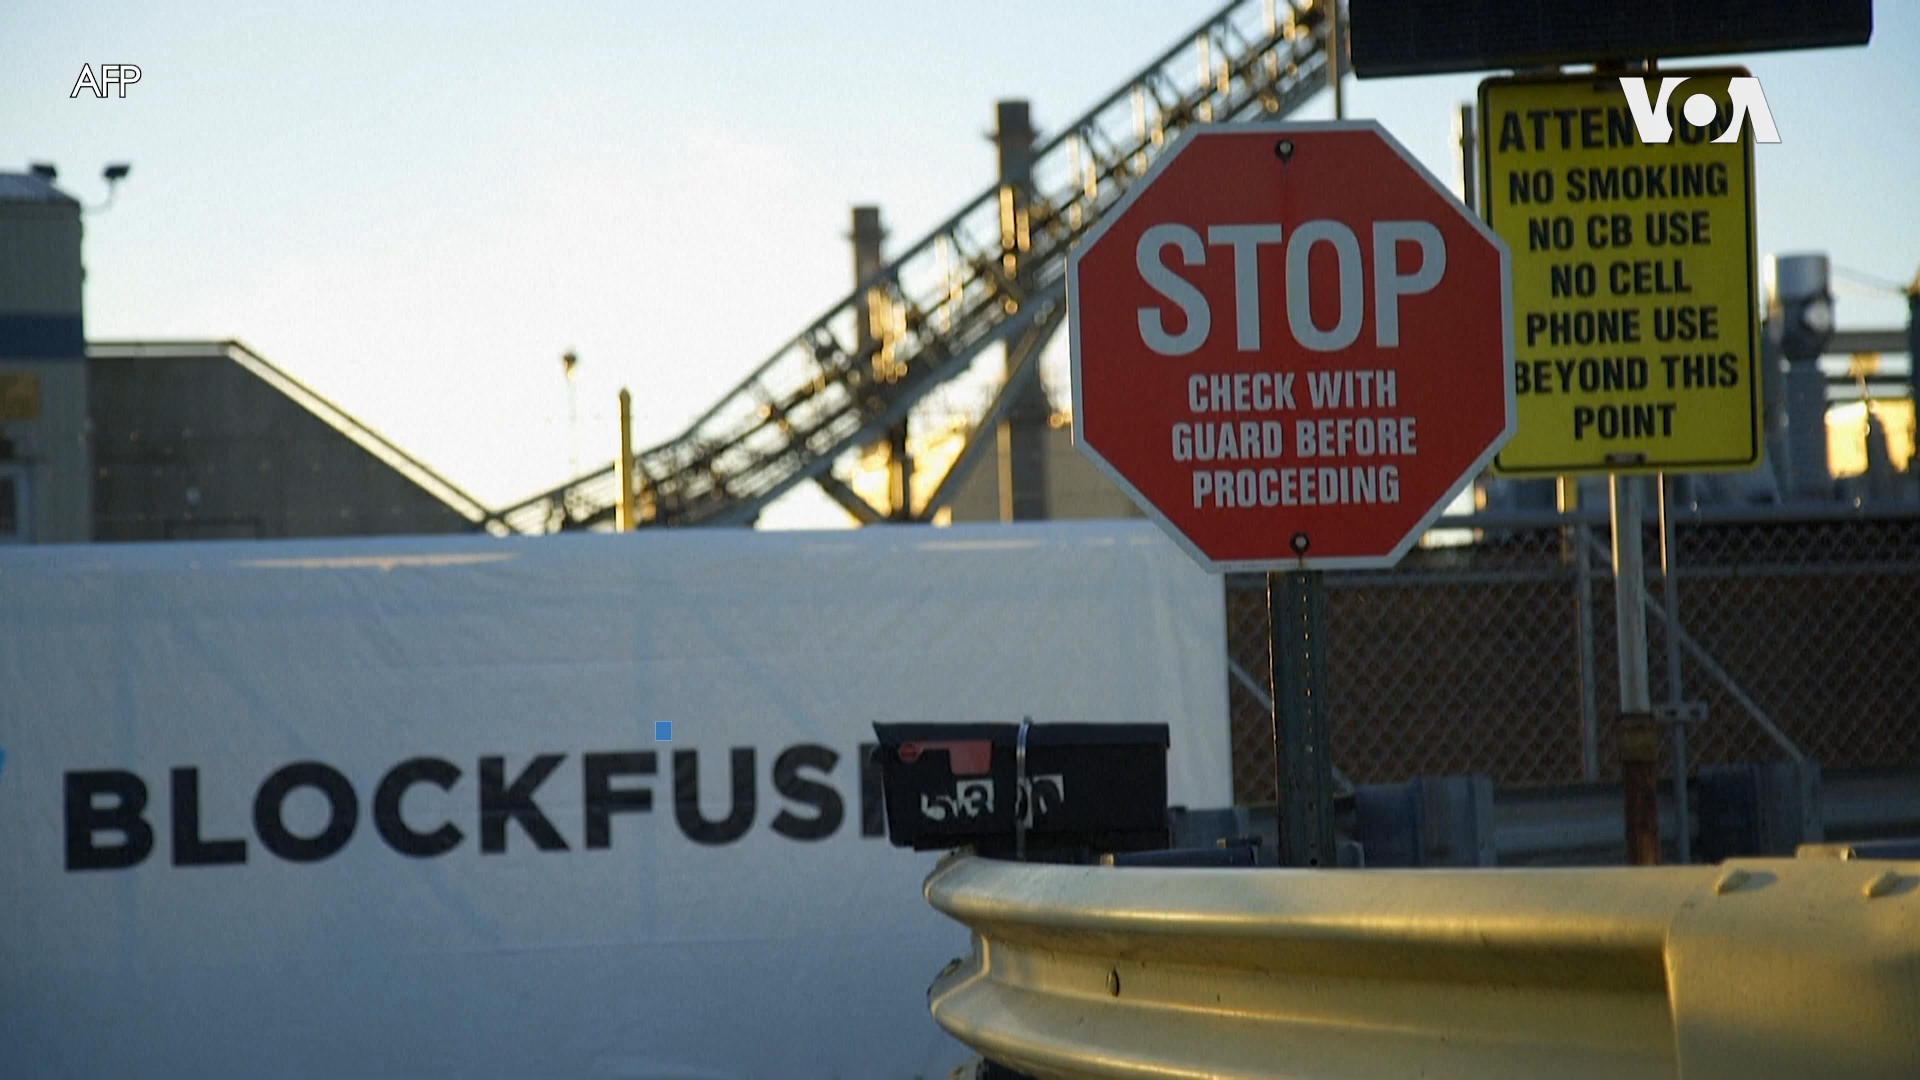 AFP
VOA
ATTENTION
NO SMOKING
NO CB USE
NO CELL
PHONE USE
BEYOND THIS
POINT
STOP
CHECK WITH
GUARD BEFORE
PROCEEDING
BLOCKFUS